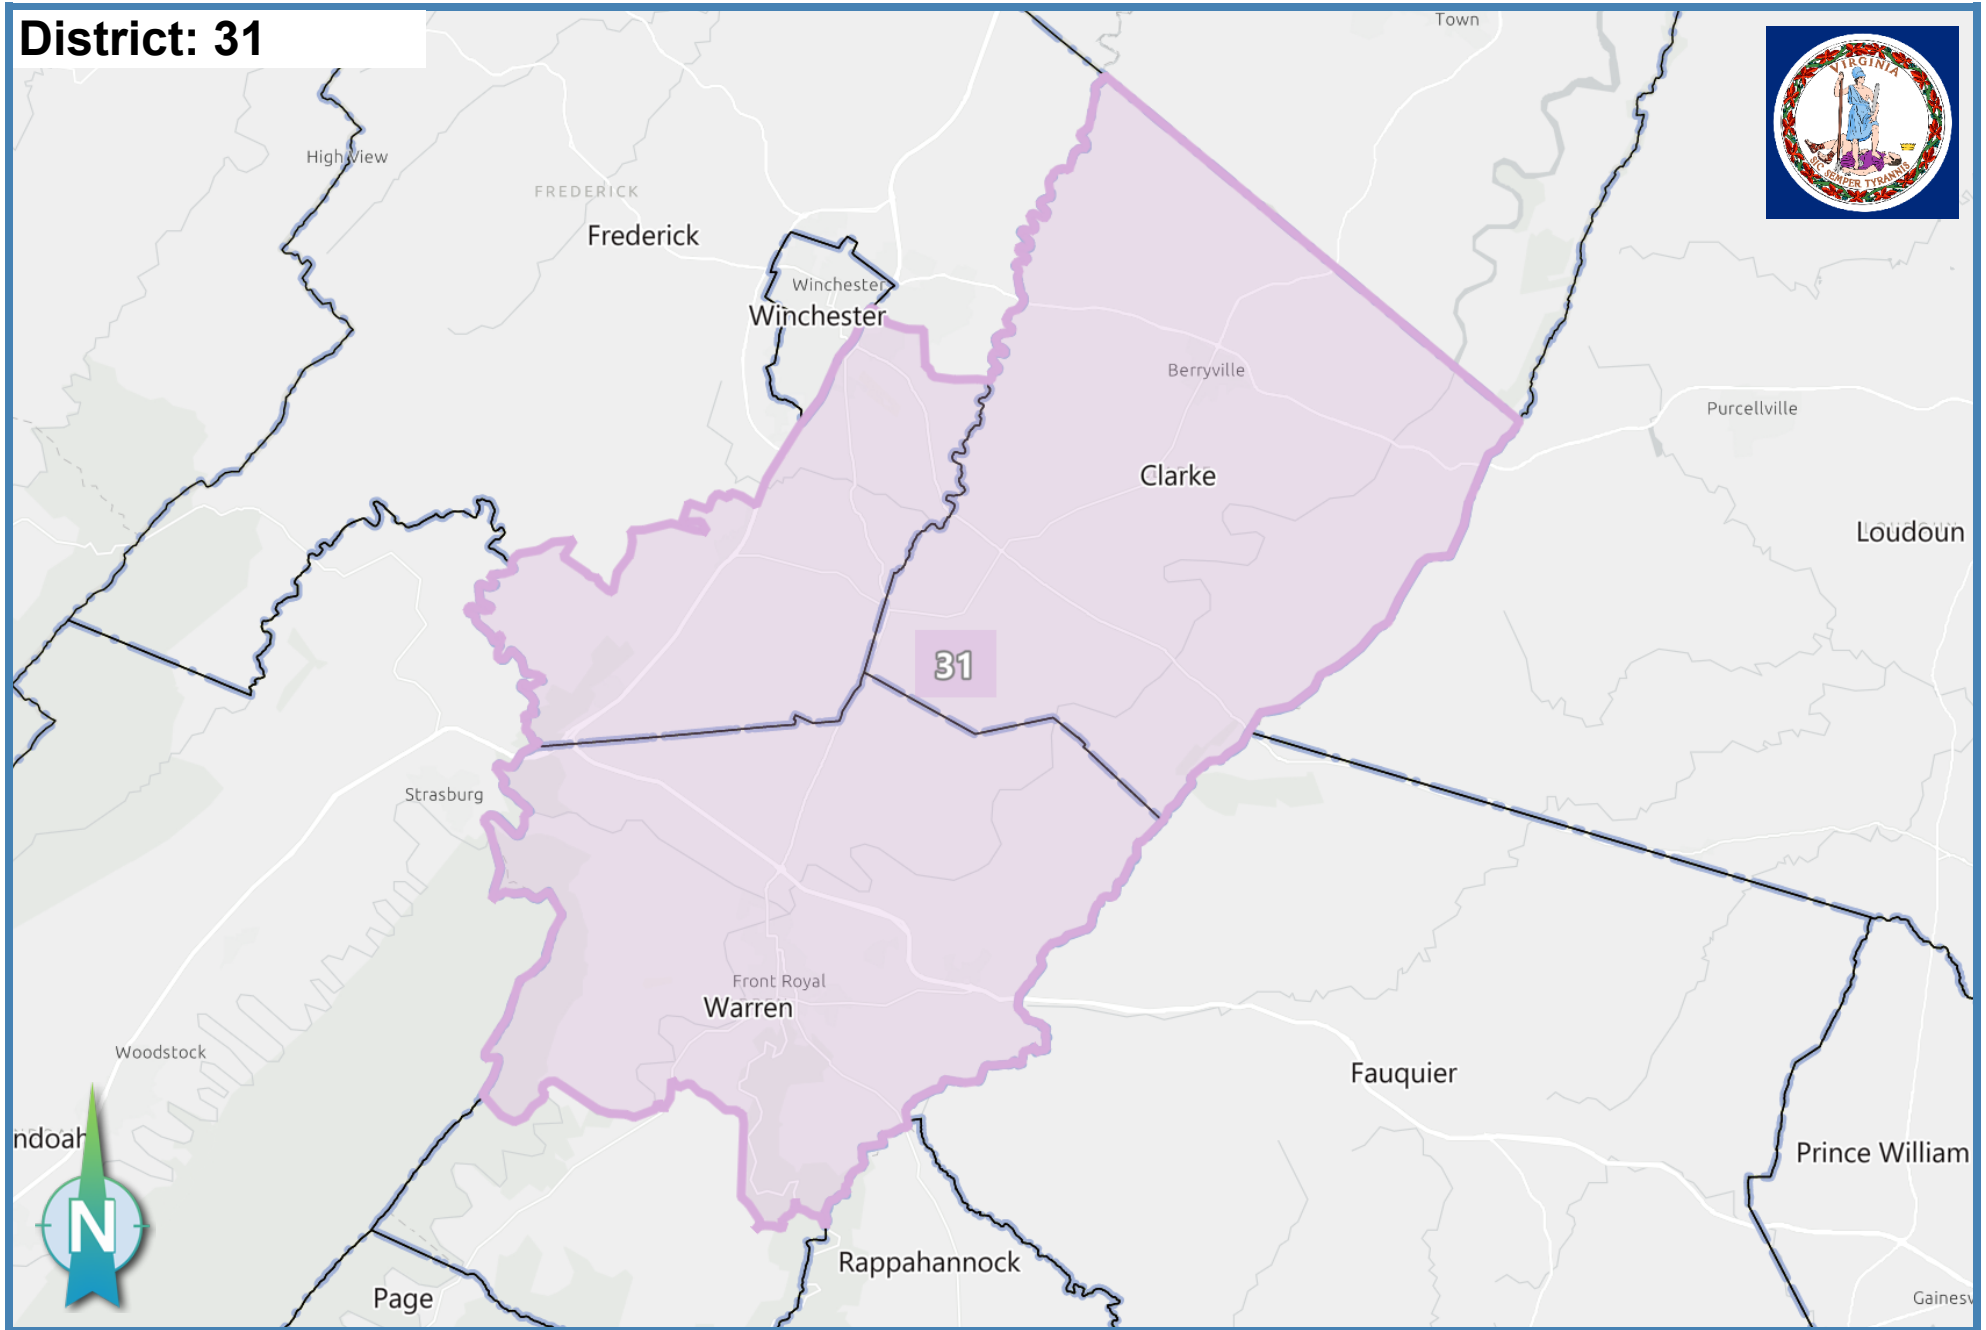 District: 31
Town
VIRGINIA
SIC SEMPER TYRANNIS
High View
FREDERICK
Frederick
Winchester
Winchester
Berryville
Purcellville
Clarke
Loudoun
31
Strasburg
Front Royal
Warren
Woodstock
Fauquier
ndoah
Prince William
N
Rappahannock
Page
Gainesv